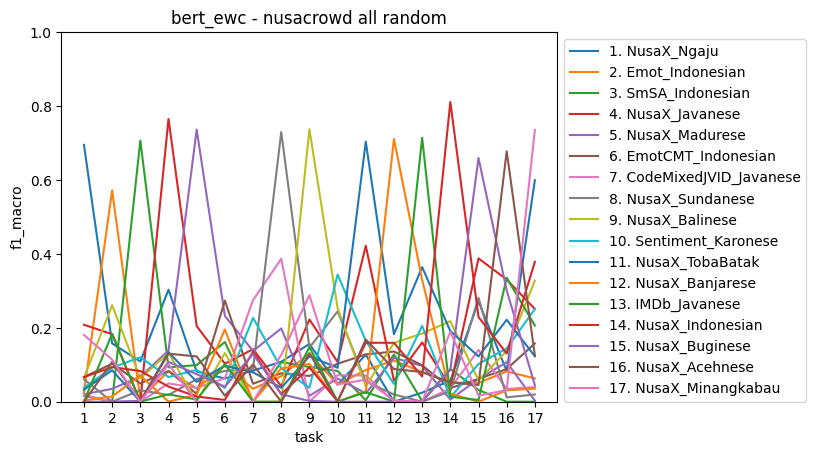 bert_ewc - nusacrowd all random
1.0
0.8
0.6
0.4
0.2
0.0
f1_macro
1 2 3 4 5 6 7 8 9 10 11 12 13 14 15 16 17
task
1. NusaX_Ngaju
2. Emot_Indonesian
3. SmSA_Indonesian
4. NusaX_Javanese
5. NusaX_Madurese
6. EmotCMT_Indonesian
7. CodeMixedJVID_Javanese
8. NusaX_Sundanese
9. NusaX_Balinese
10. Sentiment_Karonese
11. NusaX_TobaBatak
12. NusaX_Banjarese
13. IMDb_Javanese
14. NusaX_Indonesian
15. NusaX_Buginese
16. NusaX_Acehnese
17. NusaX_Minangkabau